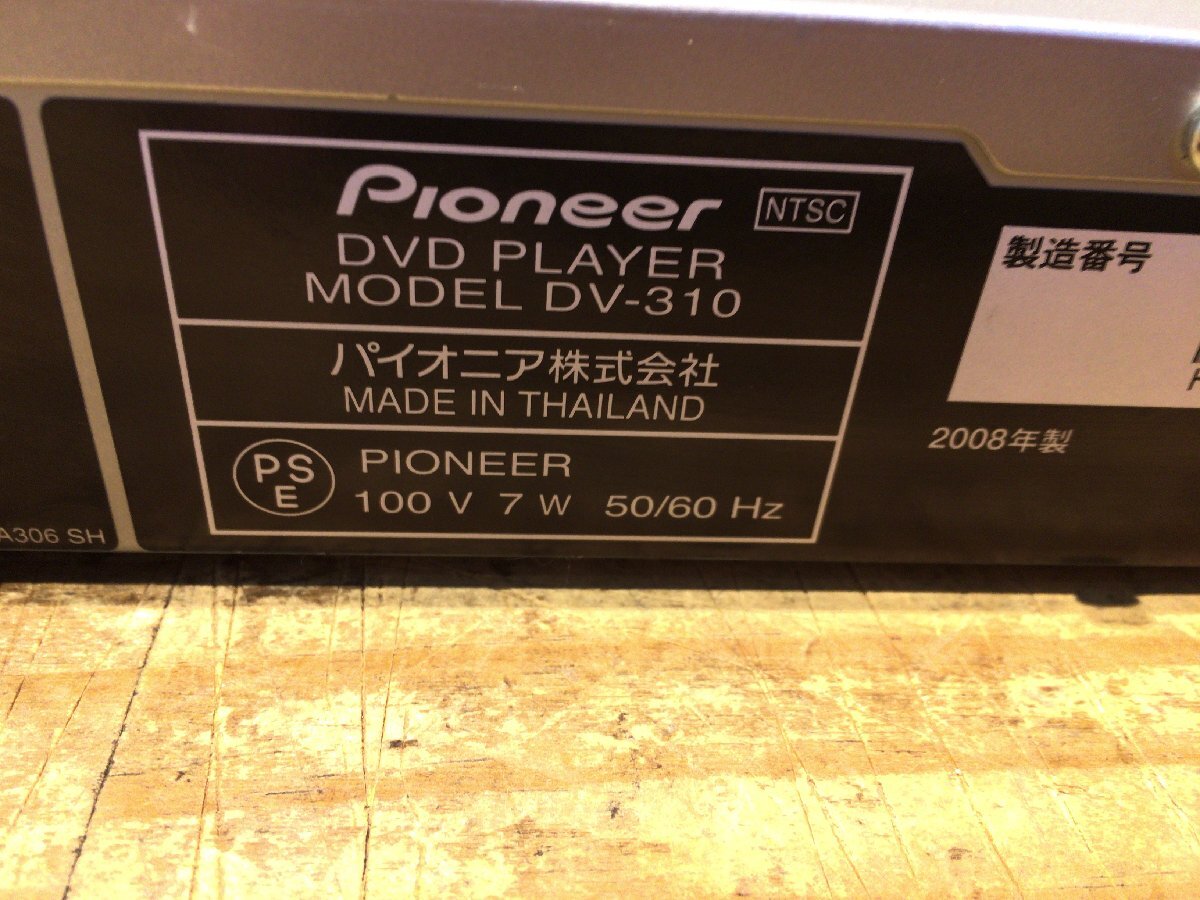 Pioneer NTSC
DVD PLAYER
MODEL DV-310
パイオニア株式会社
MADE IN THAILAND
PSE PIONEER
100 V 7 W 50/60 Hz
製造番号
2008年製
A306 SH